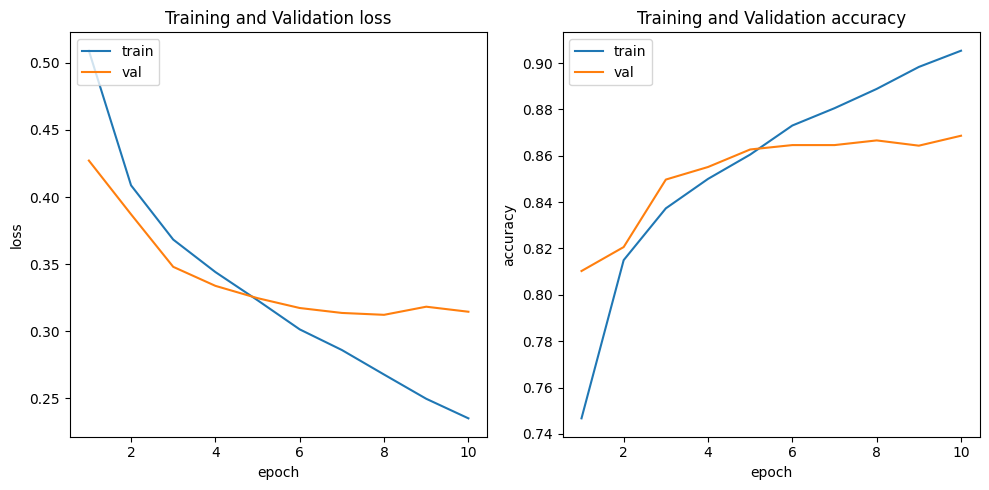 Training and Validation loss
train
val
0.50
0.45
0.40
0.35
0.30
0.25
loss
2
4
6
8
10
epoch
Training and Validation accuracy
train
val
0.90
0.88
0.86
0.84
0.82
0.80
0.78
0.76
0.74
accuracy
2
4
6
8
10
epoch